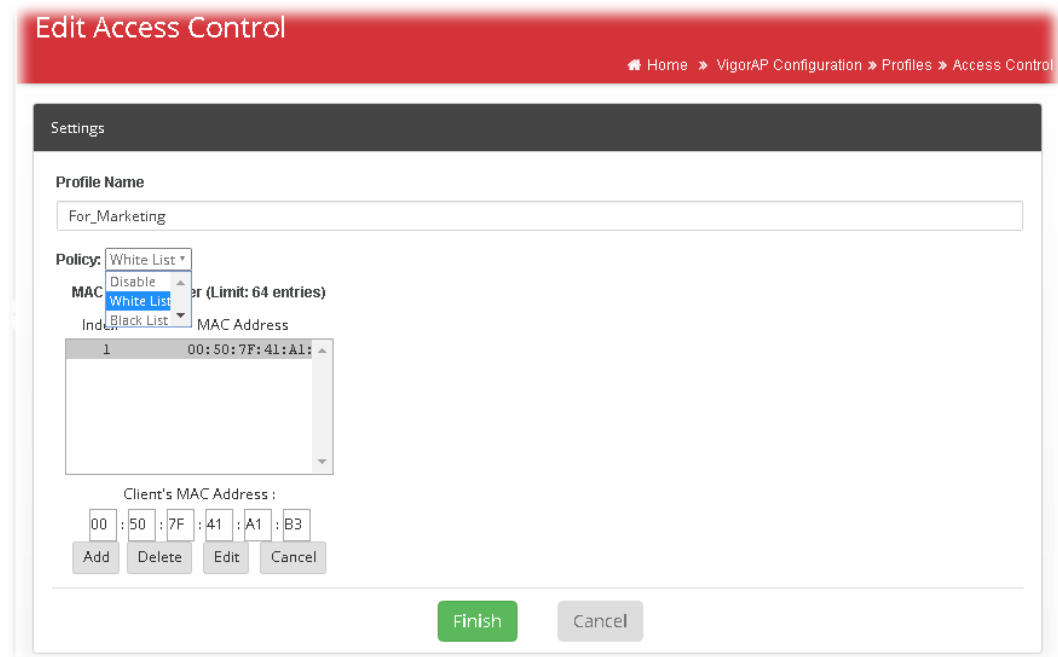 Edit Access Control
Home » VigorAP Configuration » Profiles » Access Control
Settings
Profile Name
For_Marketing
Policy: White List
Disable
White List
Black List
MAC er (Limit: 64 entries)
MAC Address
1 00:50:7F:41:A1:
Client's MAC Address :
00 : 50 : 7F : 41 : A1 : B3
Add Delete Edit Cancel
Finish Cancel